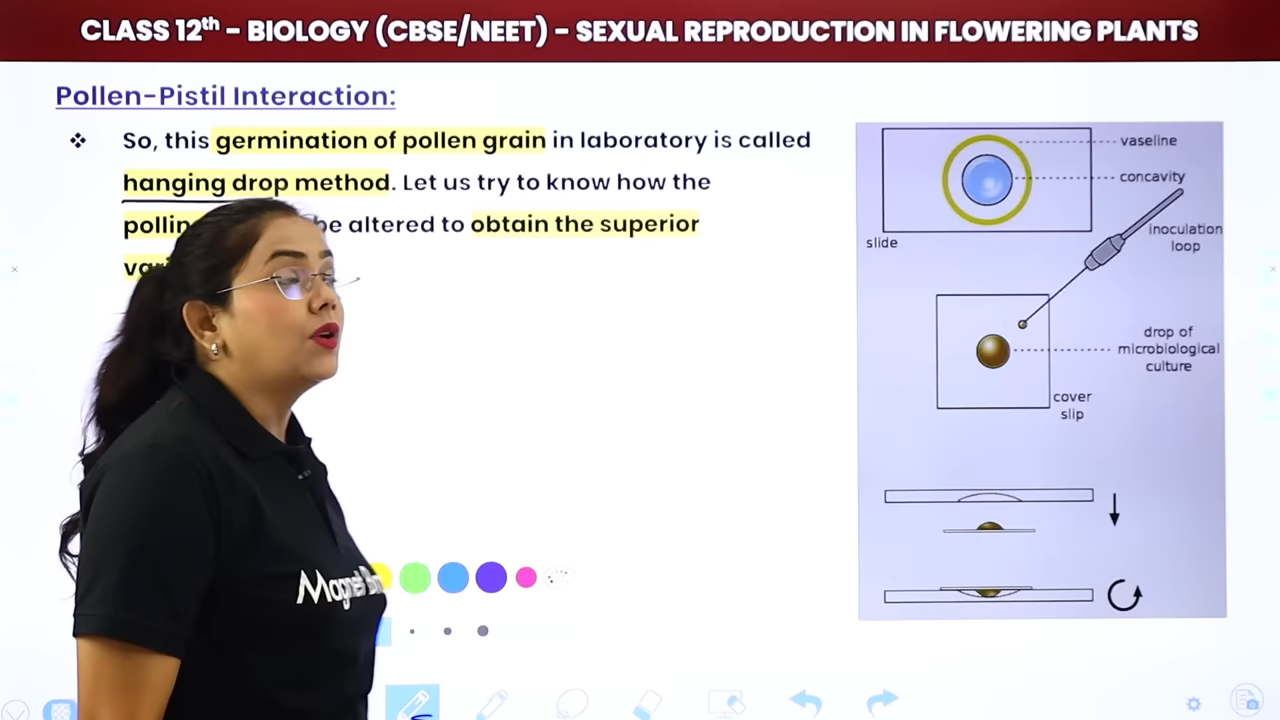 CLASS 12th - BIOLOGY (CBSE/NEET) - SEXUAL REPRODUCTION IN FLOWERING PLANTS
Pollen-Pistil Interaction:
❖ So, this germination of pollen grain in laboratory is called
hanging drop method. Let us try to know how the
be altered to obtain the superior
vaseline
concavity
slide
inoculation
loop
drop of
microbiological
culture
cover
slip